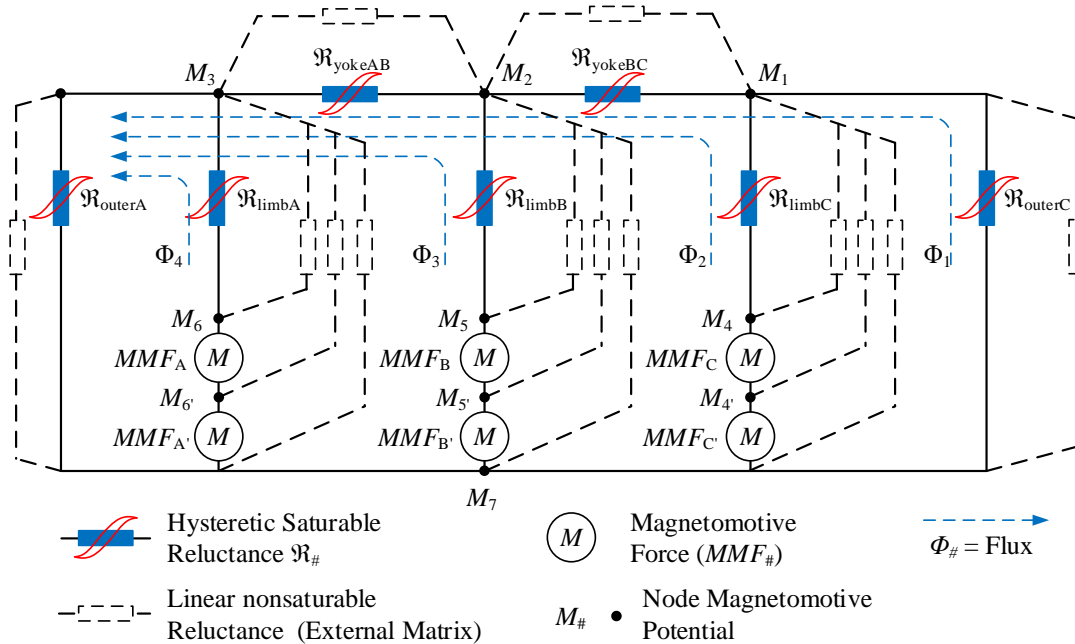 ℜyokeAB ℜyokeBC
M3 M2 M1
ℜouterA ℜlimbA ℜlimbB ℜlimbC ℜouterC
Φ4 Φ3 Φ2 Φ1
M6 M5 M4
MMFA M MMFB M MMFC M
M6' M5' M4'
MMFA' M MMFB' M MMFC' M
M7
Hysteretic Saturable
Reluctance ℜ#
M
Magnetomotive
Force (MMF#)
Φ# = Flux
Linear nonsaturable
Reluctance (External Matrix)
M#
Node Magnetomotive
Potential